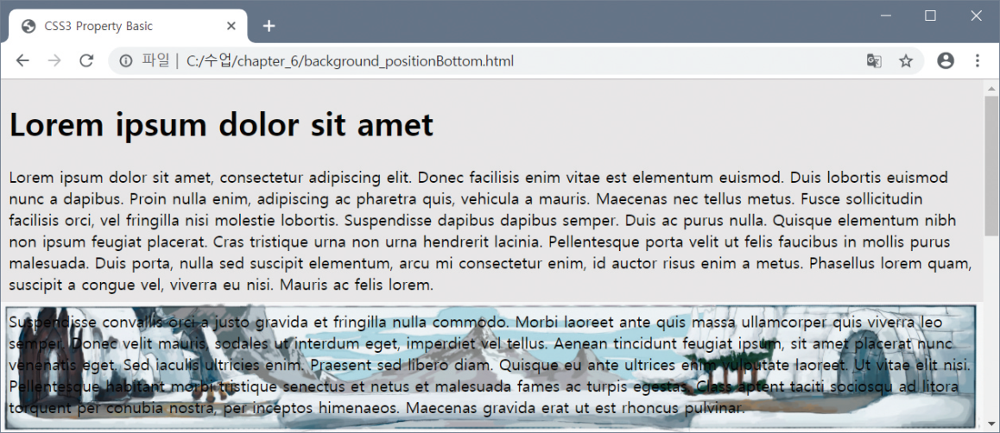 CSS3 Property Basic
파일 | C:/수업/chapter_6/background_positionBottom.html
Lorem ipsum dolor sit amet
Lorem ipsum dolor sit amet, consectetur adipiscing elit. Donec facilisis enim vitae est elementum euismod. Duis lobortis euismod
nunc a dapibus. Proin nulla enim, adipiscing ac pharetra quis, vehicula a mauris. Maecenas nec tellus metus. Fusce sollicitudin
facilisis orci, vel fringilla nisi molestie lobortis. Suspendisse dapibus dapibus semper. Duis ac purus nulla. Quisque elementum nibh
non ipsum feugiat placerat. Cras tristique urna non urna hendrerit lacinia. Pellentesque porta velit ut felis faucibus in mollis purus
malesuada. Duis porta, nulla sed suscipit elementum, arcu mi consectetur enim, id auctor risus enim a metus. Phasellus lorem quam,
suscipit a congue vel, viverra eu nisi. Mauris ac felis lorem.
Suspendisse convallis orci a justo gravida et fringilla nulla commodo. Morbi laoreet ante quis massa ullamcorper quis viverra leo
semper. Donec velit mauris, sodales ut interdum eget, imperdiet vel tellus. Aenean tincidunt feugiat ipsum, sit amet placerat nunc
venenatis eget. Sed iaculis ultricies enim. Praesent sed libero diam. Quisque eu ante ultrices enim vulputate laoreet. Ut vitae elit nisi.
Pellentesque habitant morbi tristique senectus et netus et malesuada fames ac turpis egestas. Class aptent taciti sociosqu ad litora
torquent per conubia nostra, per inceptos himenaeos. Maecenas gravida erat ut est rhoncus pulvinar.